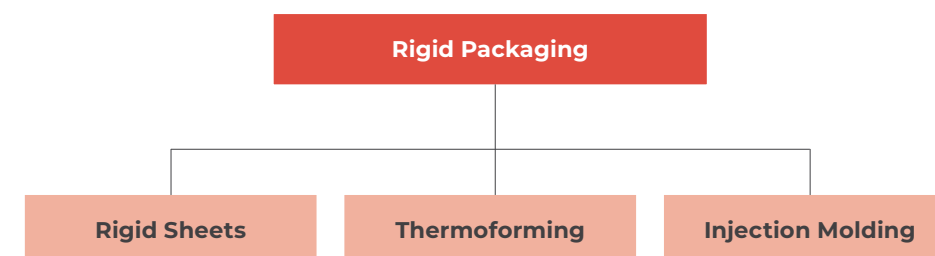 Rigid Packaging
Rigid Sheets
Thermoforming
Injection Molding